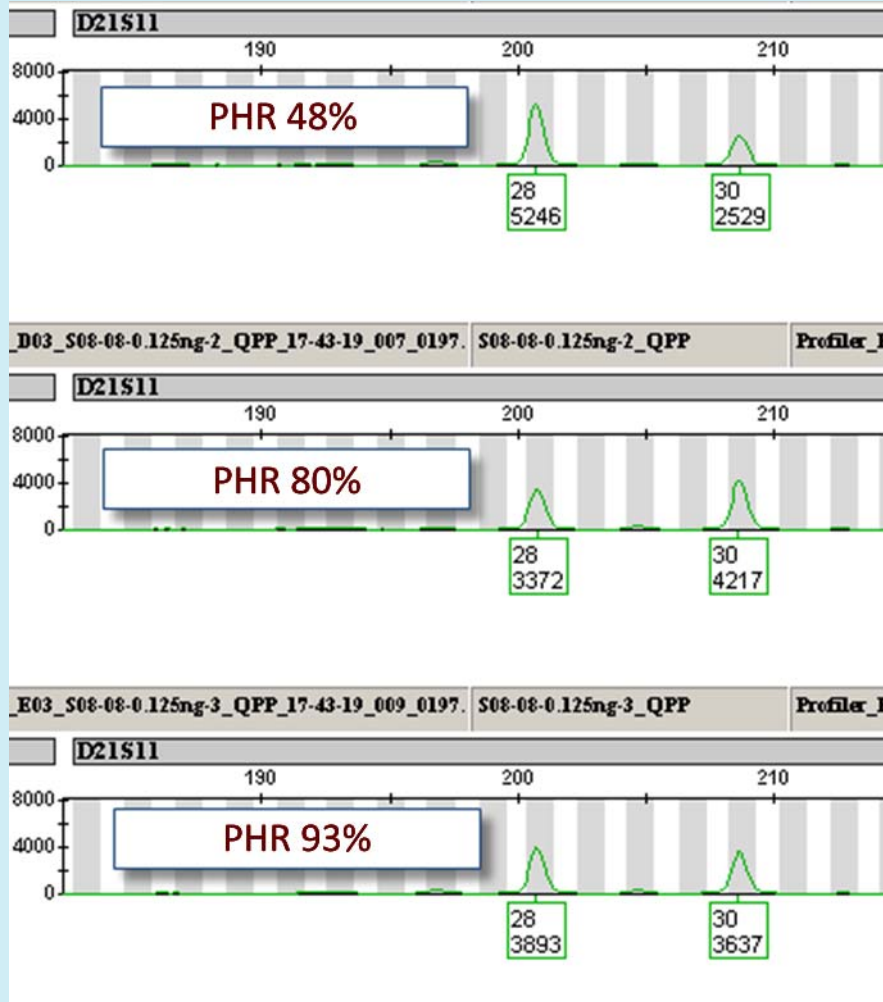 D21S11
190 200 210
8000
4000
0
PHR 48%
28 30
5246 2529
_D03_S08-08-0.125ng-2_QPP_17-43-19_007_0197. S08-08-0.125ng-2_QPP Profiler_
D21S11
190 200 210
8000
4000
0
PHR 80%
28 30
3372 4217
_E03_S08-08-0.125ng-3_QPP_17-43-19_009_0197. S08-08-0.125ng-3_QPP Profiler_
D21S11
190 200 210
8000
4000
0
PHR 93%
28 30
3893 3637